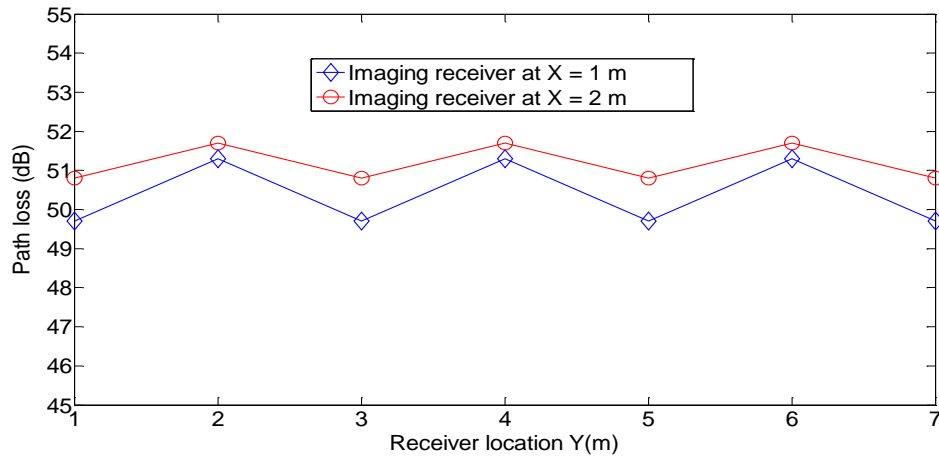 55
54
53
52
51
50
49
48
47
46
45
Path loss (dB)
Imaging receiver at X = 1 m
Imaging receiver at X = 2 m
1 2 3 4 5 6 7
Receiver location Y(m)